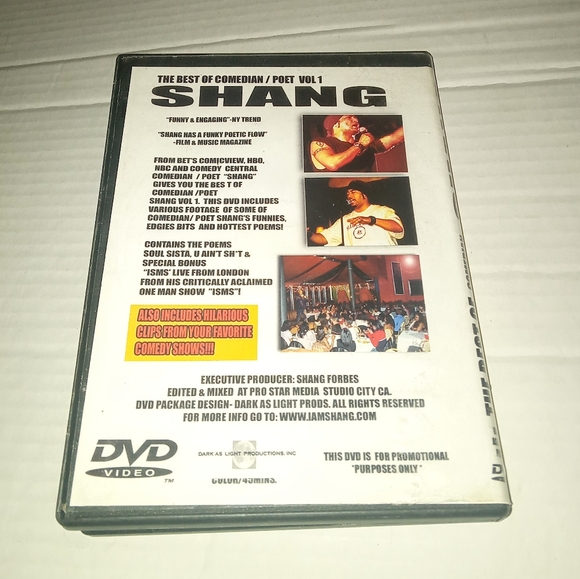 THE BEST OF COMEDIAN / POET VOL 1
SHANG
"FUNNY & ENGAGING"-NY TREND
"SHANG HAS A FUNKY POETIC FLOW"
-FILM & MUSIC MAGAZINE
FROM BET'S COMICVIEW, HBO,
NBC AND COMEDY CENTRAL
COMEDIAN / POET "SHANG"
GIVES YOU THE BES T OF
COMEDIAN /POET
SHANG VOL 1. THIS DVD INCLUDES
VARIOUS FOOTAGE OF SOME OF
COMEDIAN/ POET SHANG'S FUNNIES,
EDGIES BITS AND HOTTEST POEMS!
CONTAINS THE POEMS
SOUL SISTA, U AIN'T SH*T &
SPECIAL BONUS
"ISMS' LIVE FROM LONDON
FROM HIS CRITICALLY ACLAIMED
ONE MAN SHOW "ISMS"!
ALSO INCLUDES HILARIOUS
CLIPS FROM YOUR FAVORITE
COMEDY SHOWS!!!
EXECUTIVE PRODUCER: SHANG FORBES
EDITED & MIXED AT PRO STAR MEDIA STUDIO CITY CA.
DVD PACKAGE DESIGN- DARK AS LIGHT PRODS. ALL RIGHTS RESERVED
FOR MORE INFO GO TO: WWW.IAMSHANG.COM
DVD
VIDEO
TM
DARK AS LIGHT PRODUCTIONS, INC
THIS DVD IS FOR PROMOTIONAL
"PURPOSES ONLY"
COLOR/45MINS.
THE BEST OF